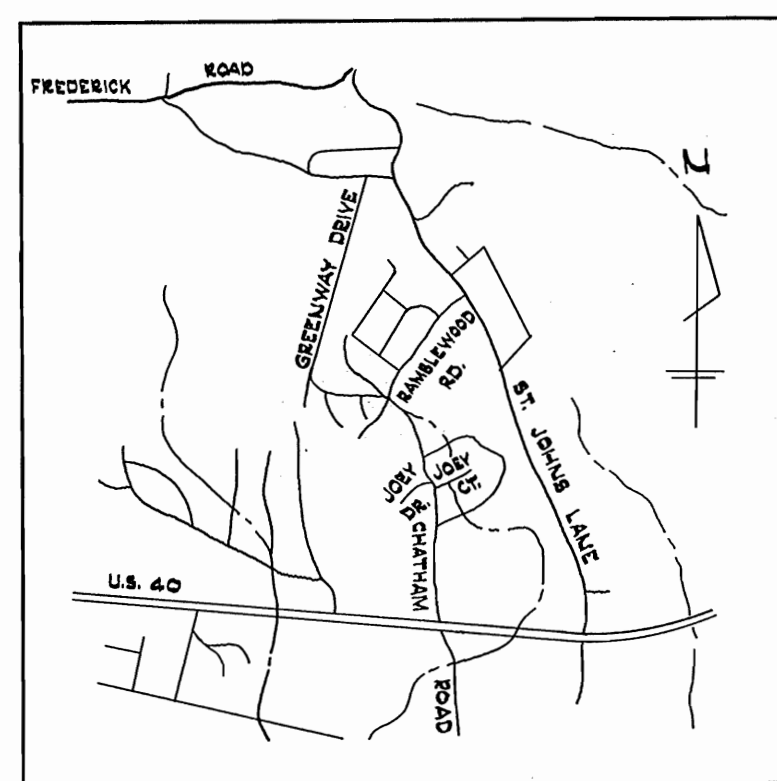 FREDERICK ROAD
N
GREENWAY DRIVE
RAMBLEWOOD
RD.
ST. JOHNS LANE
JOEY
DR.
JOEY
CT.
CHATHAM ROAD
U.S. 40